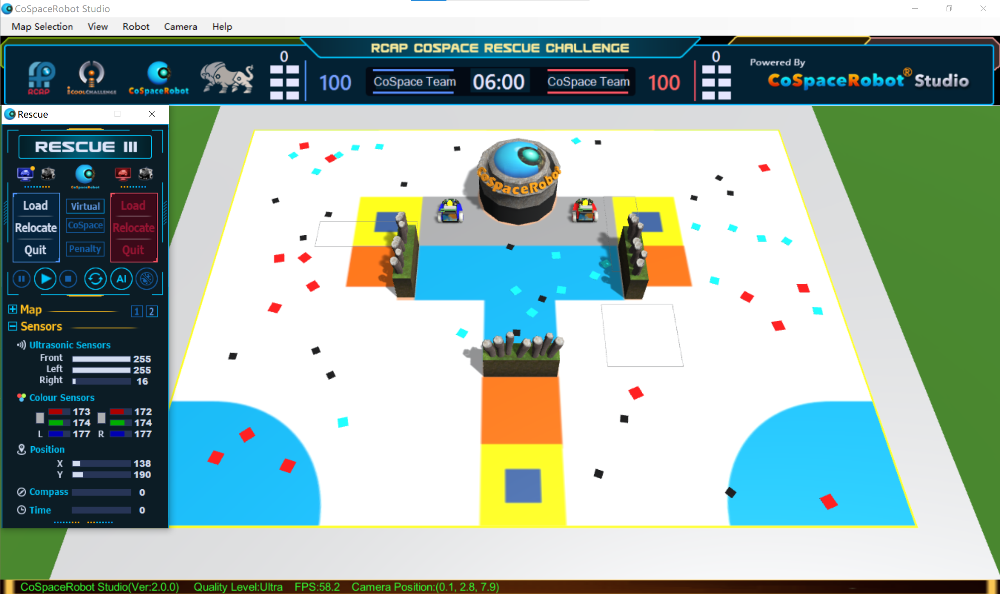 CoSpaceRobot Studio
Map Selection View Robot Camera Help
RCAP COSPACE RESCUE CHALLENGE
RCAP
iCOOLCHALLENGE
CoSpaceRobot
0
100
CoSpace Team
06:00
CoSpace Team
100
0
Powered By
CoSpaceRobot® Studio
Rescue
RESCUE III
CoSpaceRobot
Load
Relocate
Quit
Virtual
CoSpace
Penalty
Load
Relocate
Quit
AI
Map 1 2
Sensors
Ultrasonic Sensors
Front 255
Left 255
Right 16
Colour Sensors
173 172
174 174
L 177 R 177
Position
X 138
Y 190
Compass 0
Time 0
CoSpaceRobot
CoSpaceRobot Studio(Ver:2.0.0) Quality Level:Ultra FPS:58.2 Camera Position:(0.1, 2.8, 7.9)